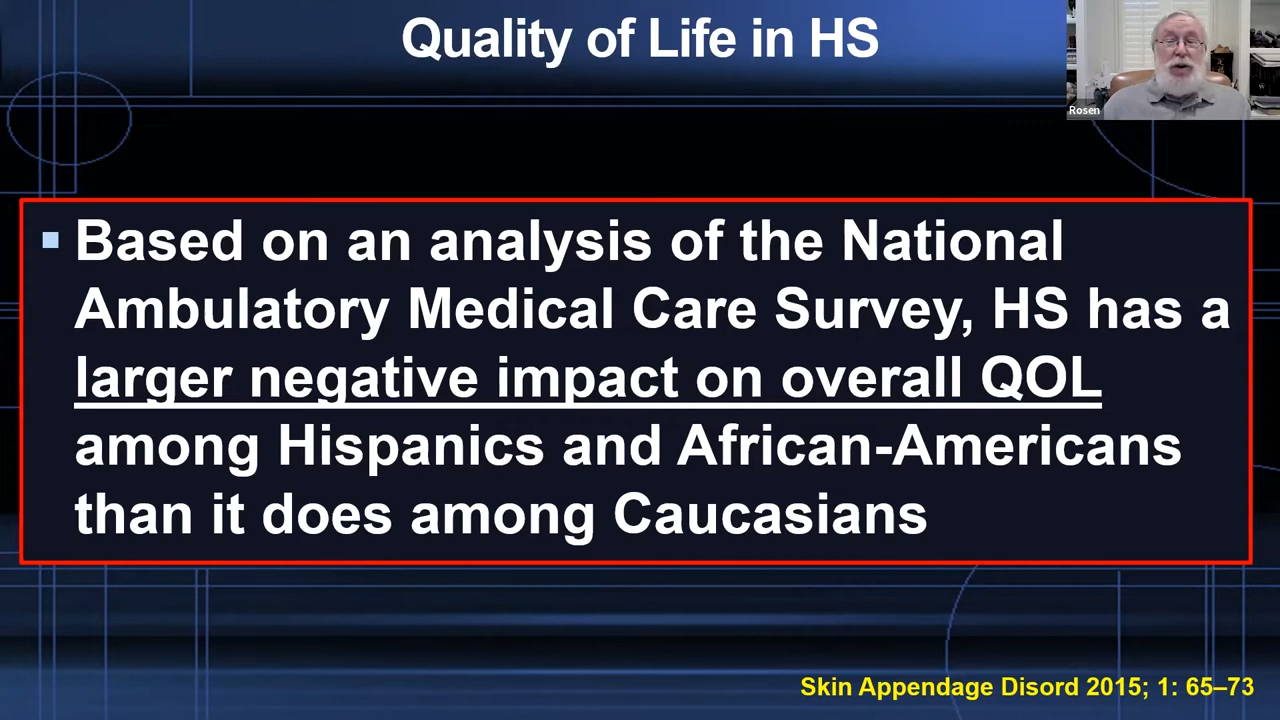 Quality of Life in HS
Rosen
▪ Based on an analysis of the National
Ambulatory Medical Care Survey, HS has a
larger negative impact on overall QOL
among Hispanics and African-Americans
than it does among Caucasians
Skin Appendage Disord 2015; 1: 65–73